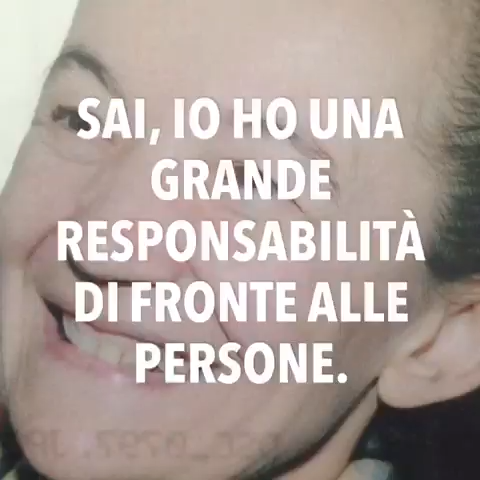 SAI, IO HO UNA
GRANDE
RESPONSABILITÀ
DI FRONTE ALLE
PERSONE.